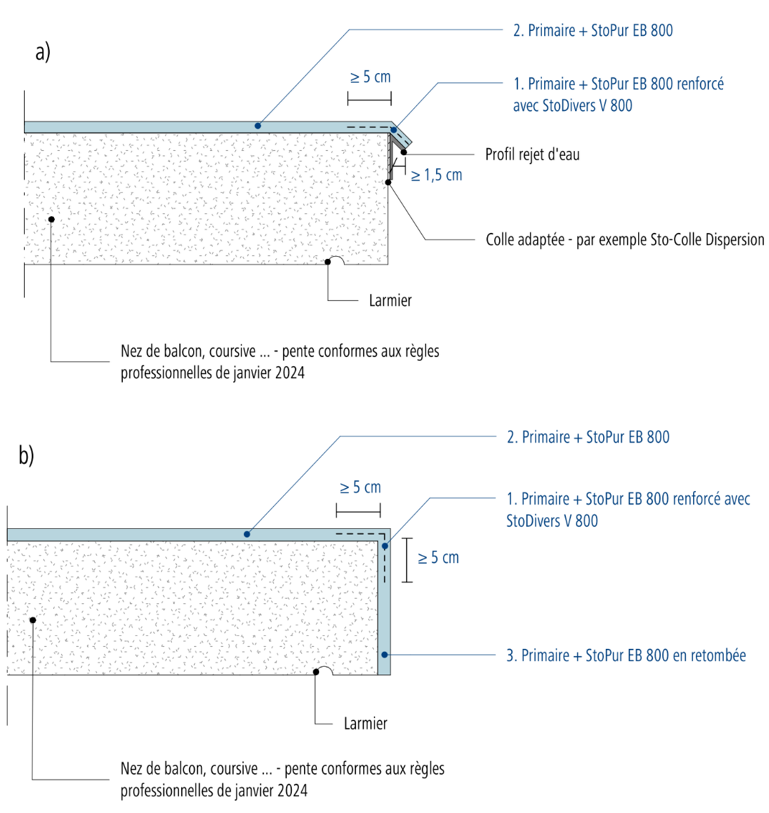 a)
2. Primaire + StoPur EB 800
≥ 5 cm
1. Primaire + StoPur EB 800 renforcé
avec StoDivers V 800
Profil rejet d'eau
≥ 1,5 cm
Colle adaptée - par exemple Sto-Colle Dispersion
Larmier
Nez de balcon, coursive ... - pente conformes aux règles
professionnelles de janvier 2024
b)
2. Primaire + StoPur EB 800
≥ 5 cm
1. Primaire + StoPur EB 800 renforcé avec
StoDivers V 800
≥ 5 cm
3. Primaire + StoPur EB 800 en retombée
Larmier
Nez de balcon, coursive ... - pente conformes aux règles
professionnelles de janvier 2024